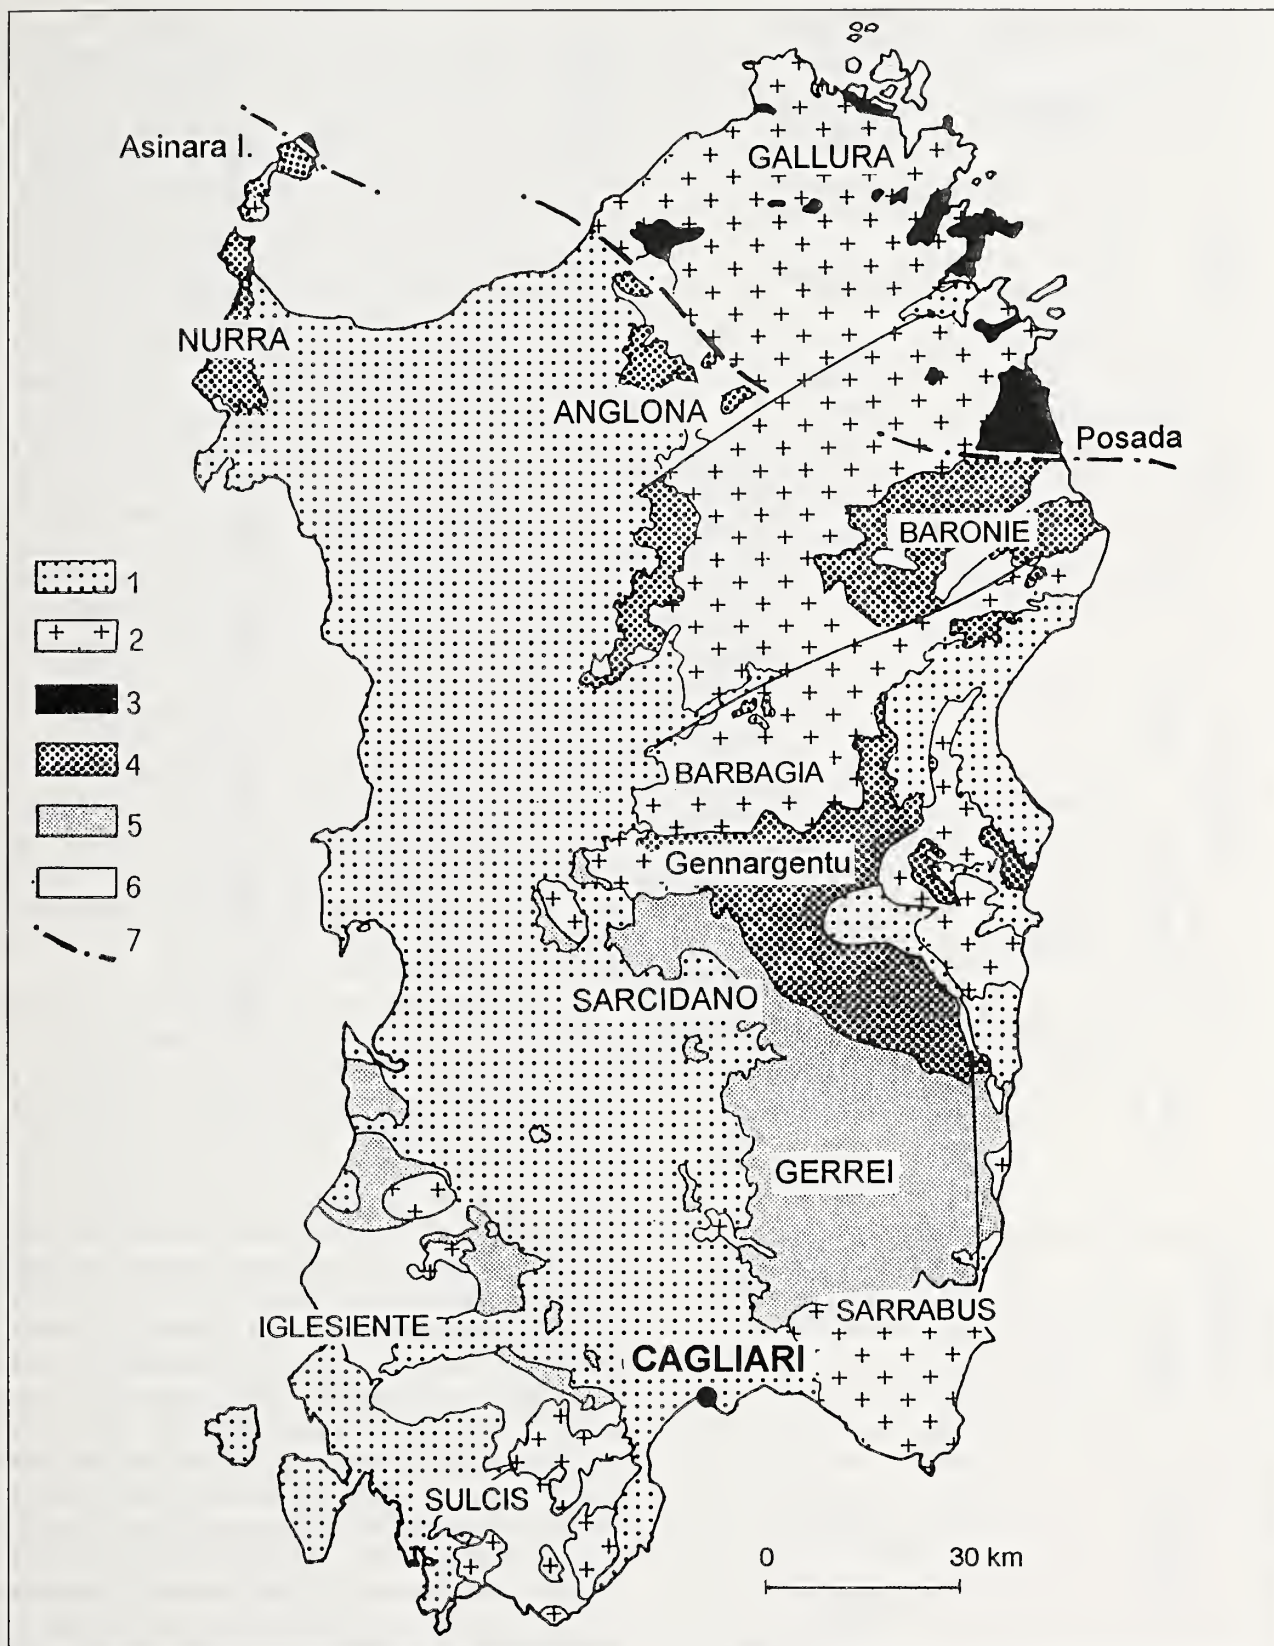 Asinara I.
GALLURA
NURRA
ANGLONA
Posada
BARONIE
1
2
3
4
5
6
7
BARBAGIA
Gennargentu
SARCIDANO
GERREI
SARRABUS
IGLESIENTE
CAGLIARI
SULCIS
0 30 km